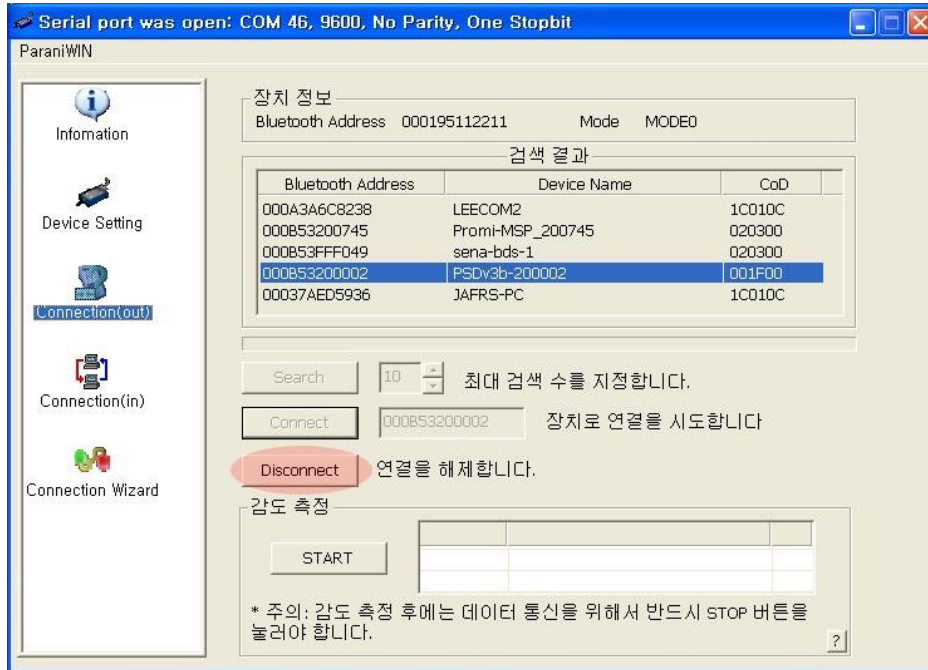 Serial port was open: COM 46, 9600, No Parity, One Stopbit
ParaniWIN
Infomation
Device Setting
Connection(out)
Connection(in)
Connection Wizard
장치 정보
Bluetooth Address 000195112211 Mode MODE0
검색 결과
Bluetooth Address Device Name CoD
000A3A6C8238 LEECOM2 1C010C
000B53200745 Promi-MSP_200745 020300
000B53FFF049 sena-bds-1 020300
000B53200002 PSDv3b-200002 001F00
00037AED5936 JAFRS-PC 1C010C
Search 10 최대 검색 수를 지정합니다.
Connect 000B53200002 장치로 연결을 시도합니다
Disconnect 연결을 해제합니다.
감도 측정
START
* 주의: 감도 측정 후에는 데이터 통신을 위해서 반드시 STOP 버튼을
눌러야 합니다.
?